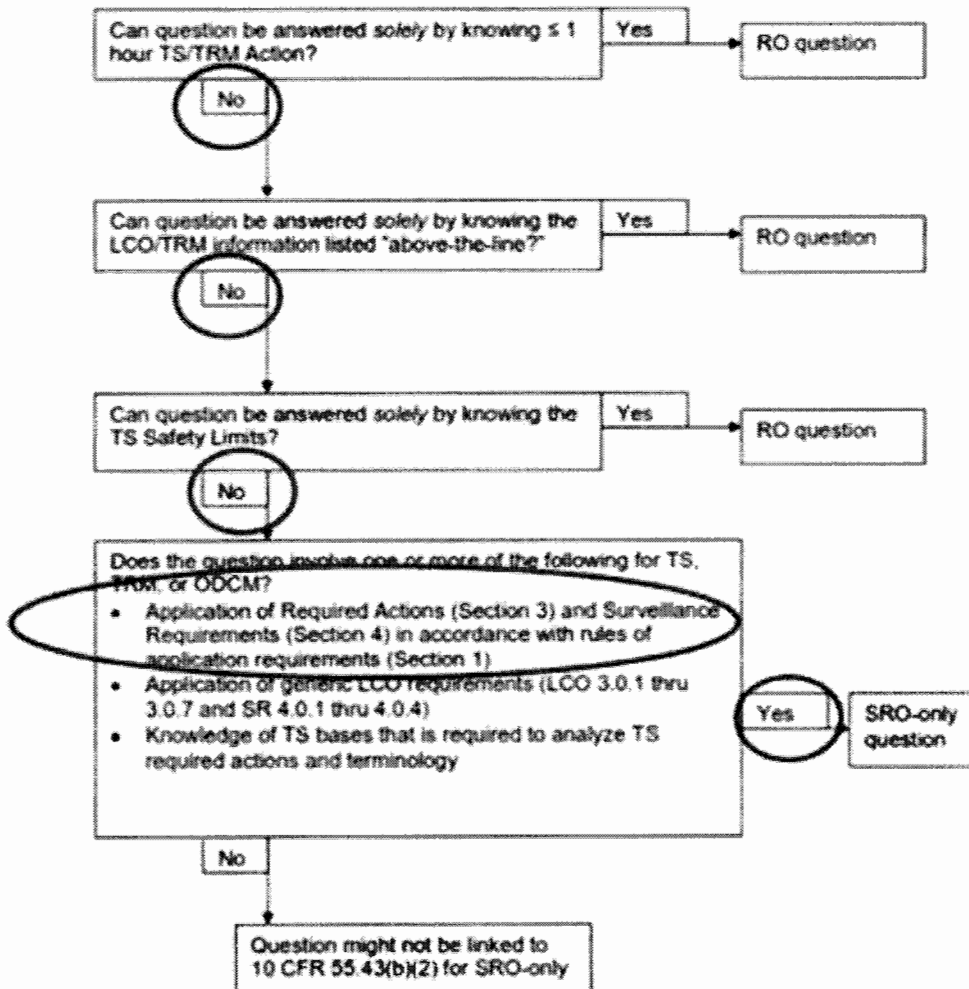 Can question be answered solely by knowing ≤ 1
hour TS/TRM Action?
Yes
RO question
No
Can question be answered solely by knowing the
LCO/TRM information listed "above-the-line?"
Yes
RO question
No
Can question be answered solely by knowing the
TS Safety Limits?
Yes
RO question
No
Does the question involve one or more of the following for TS,
TRM, or ODCM?
• Application of Required Actions (Section 3) and Surveillance
Requirements (Section 4) in accordance with rules of
application requirements (Section 1)
• Application of generic LCO requirements (LCO 3.0.1 thru
3.0.7 and SR 4.0.1 thru 4.0.4)
• Knowledge of TS bases that is required to analyze TS
required actions and terminology
Yes
SRO-only
question
No
Question might not be linked to
10 CFR 55.43(b)(2) for SRO-only